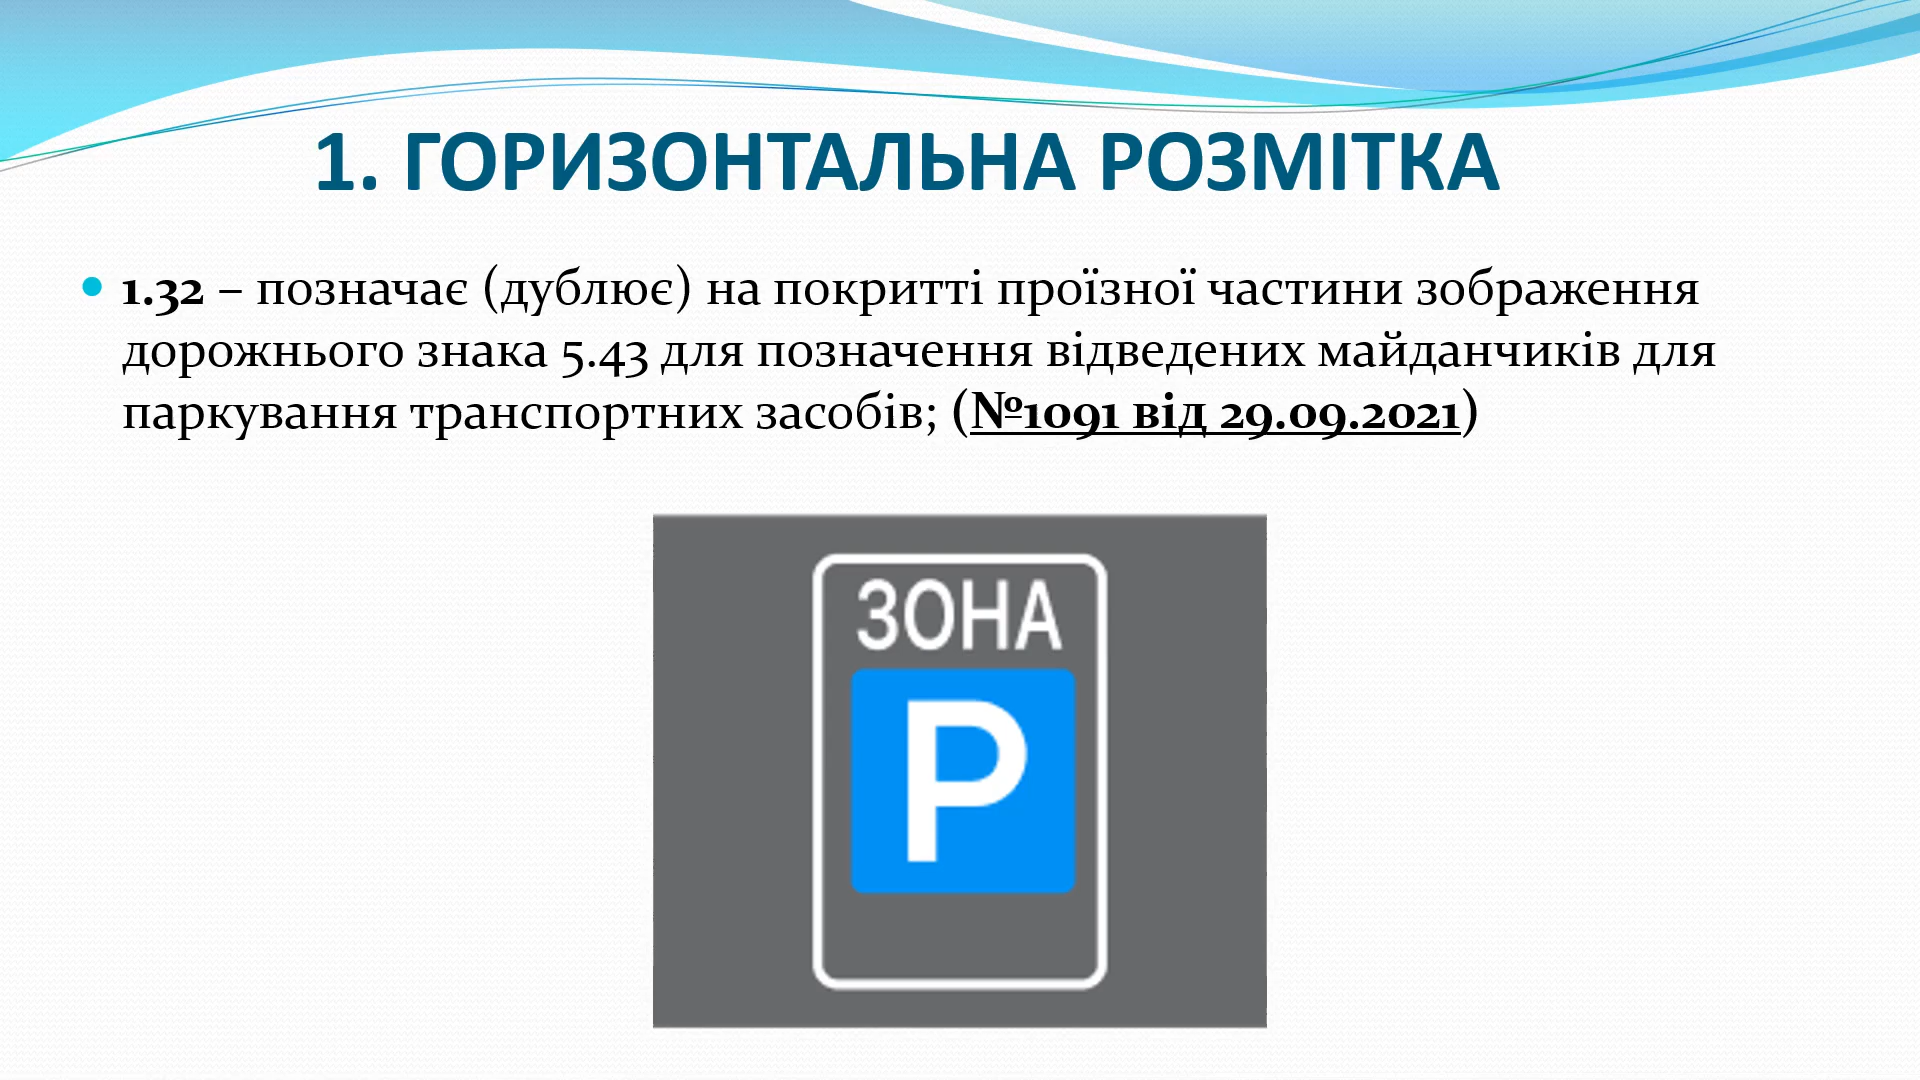 1. ГОРИЗОНТАЛЬНА РОЗМІТКА
• 1.32 – позначає (дублює) на покритті проїзної частини зображення
дорожнього знака 5.43 для позначення відведених майданчиків для
паркування транспортних засобів; (№1091 від 29.09.2021)
ЗОНА
P